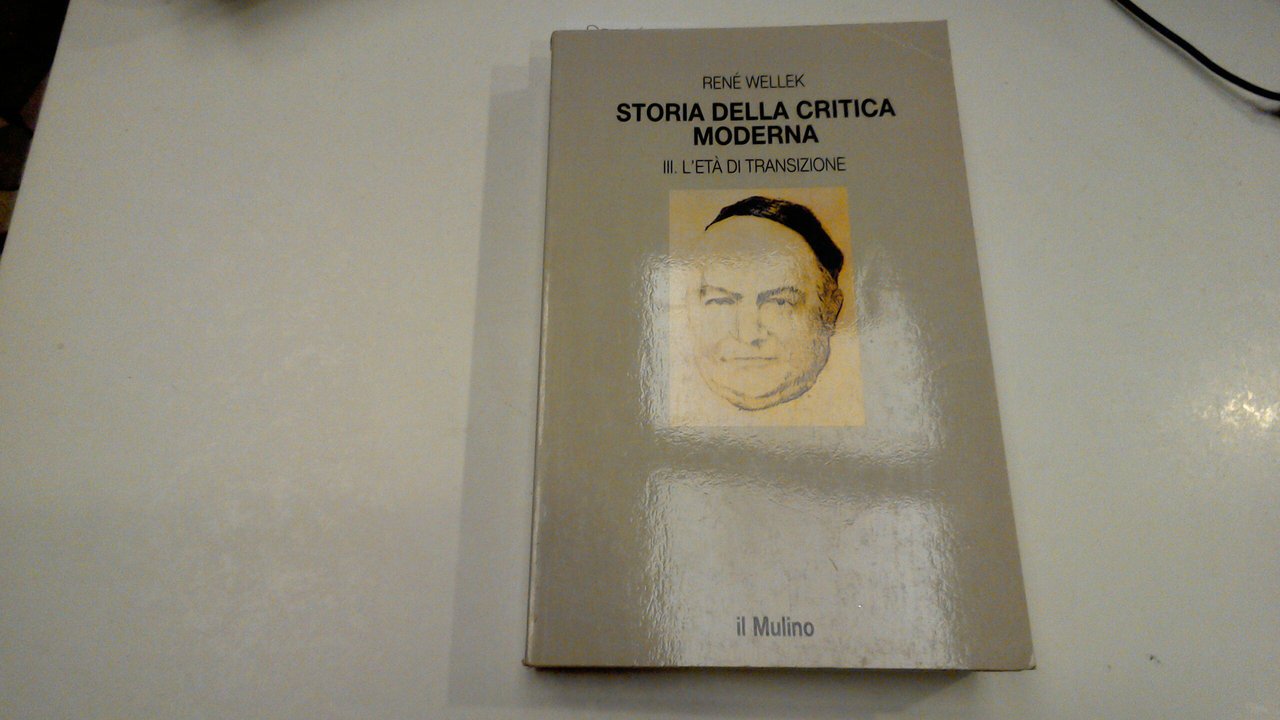 RENÉ WELLEK
STORIA DELLA CRITICA
MODERNA
III. L'ETÀ DI TRANSIZIONE
il Mulino